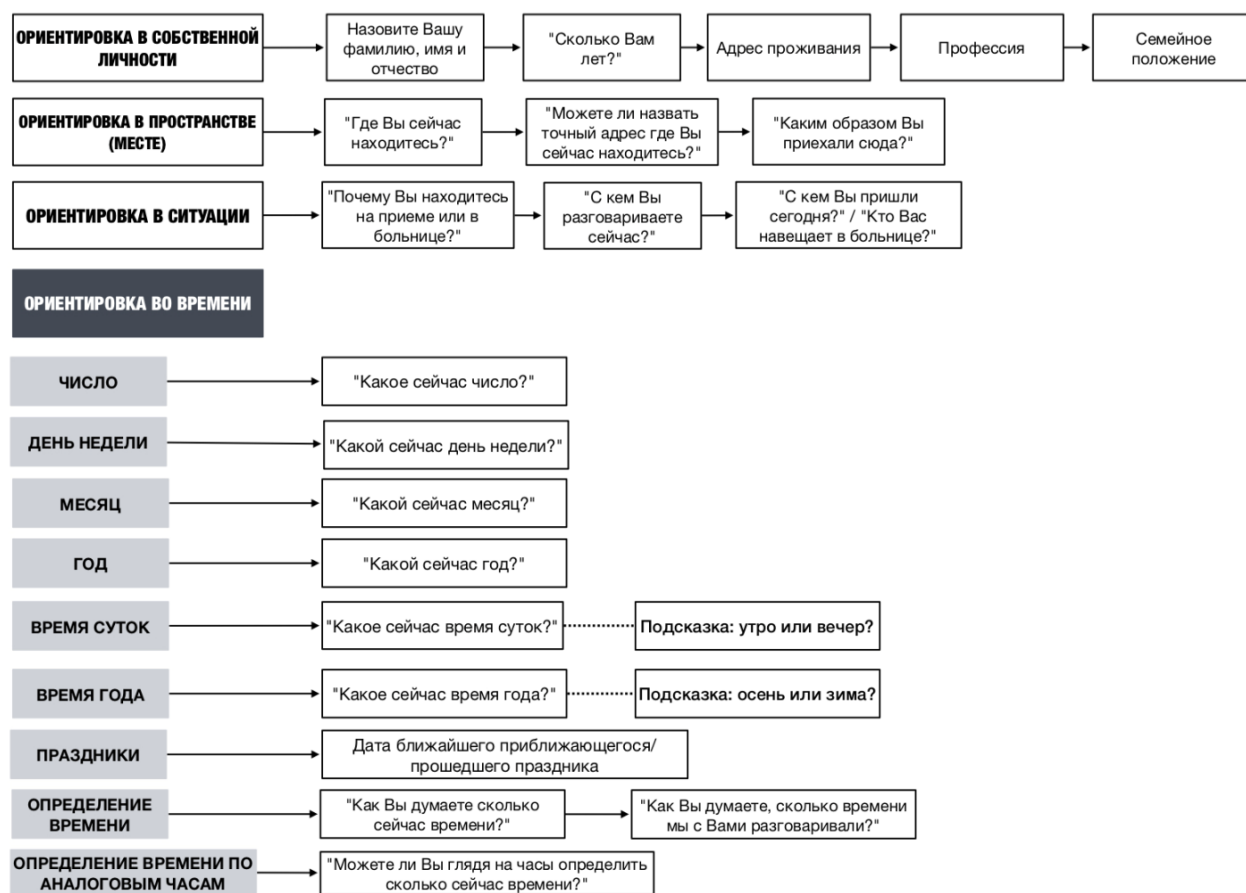 ОРИЕНТИРОВКА В СОБСТВЕННОЙ
ЛИЧНОСТИ
Назовите Вашу
фамилию, имя и
отчество
"Сколько Вам
лет?"
Адрес проживания
Профессия
Семейное
положение
ОРИЕНТИРОВКА В ПРОСТРАНСТВЕ
(МЕСТЕ)
"Где Вы сейчас
находитесь?"
"Можете ли назвать
точный адрес где Вы
сейчас находитесь?"
"Каким образом Вы
приехали сюда?"
ОРИЕНТИРОВКА В СИТУАЦИИ
"Почему Вы находитесь
на приеме или в
больнице?"
"С кем Вы
разговариваете
сейчас?"
"С кем Вы пришли
сегодня?" / "Кто Вас
навещает в больнице?"
ОРИЕНТИРОВКА ВО ВРЕМЕНИ
ЧИСЛО
"Какое сейчас число?"
ДЕНЬ НЕДЕЛИ
"Какой сейчас день недели?"
МЕСЯЦ
"Какой сейчас месяц?"
ГОД
"Какой сейчас год?"
ВРЕМЯ СУТОК
"Какое сейчас время суток?"
Подсказка: утро или вечер?
ВРЕМЯ ГОДА
"Какое сейчас время года?"
Подсказка: осень или зима?
ПРАЗДНИКИ
Дата ближайшего приближающегося/
прошедшего праздника
ОПРЕДЕЛЕНИЕ
ВРЕМЕНИ
"Как Вы думаете сколько
сейчас времени?"
"Как Вы думаете, сколько времени
мы с Вами разговаривали?"
ОПРЕДЕЛЕНИЕ ВРЕМЕНИ ПО
АНАЛОГОВЫМ ЧАСАМ
"Можете ли Вы глядя на часы определить
сколько сейчас времени?"